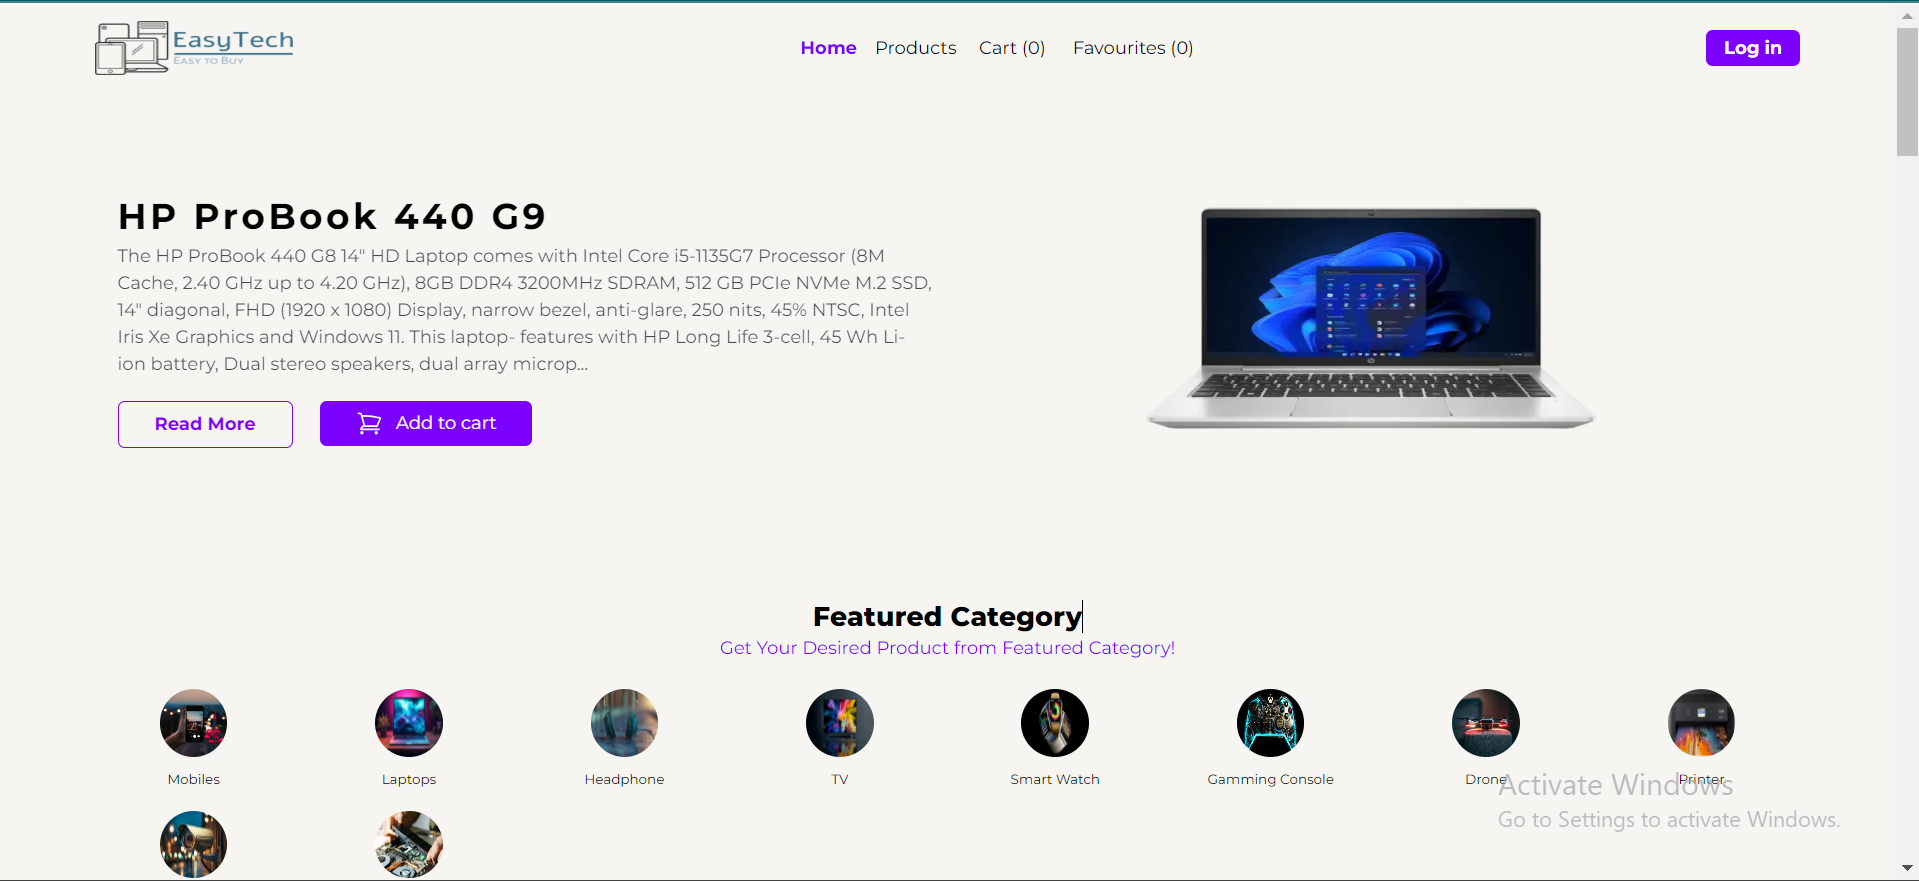 EasyTech
Easy to Buy
Home Products Cart (0) Favourites (0)
Log in
HP ProBook 440 G9
The HP ProBook 440 G8 14" HD Laptop comes with Intel Core i5-1135G7 Processor (8M
Cache, 2.40 GHz up to 4.20 GHz), 8GB DDR4 3200MHz SDRAM, 512 GB PCIe NVMe M.2 SSD,
14" diagonal, FHD (1920 x 1080) Display, narrow bezel, anti-glare, 250 nits, 45% NTSC, Intel
Iris Xe Graphics and Windows 11. This laptop- features with HP Long Life 3-cell, 45 Wh Li-
ion battery, Dual stereo speakers, dual array microp...
Read More
Add to cart
Featured Category
Get Your Desired Product from Featured Category!
Mobiles
Laptops
Headphone
TV
Smart Watch
Gamming Console
Drone
Printer
Activate Windows
Go to Settings to activate Windows.